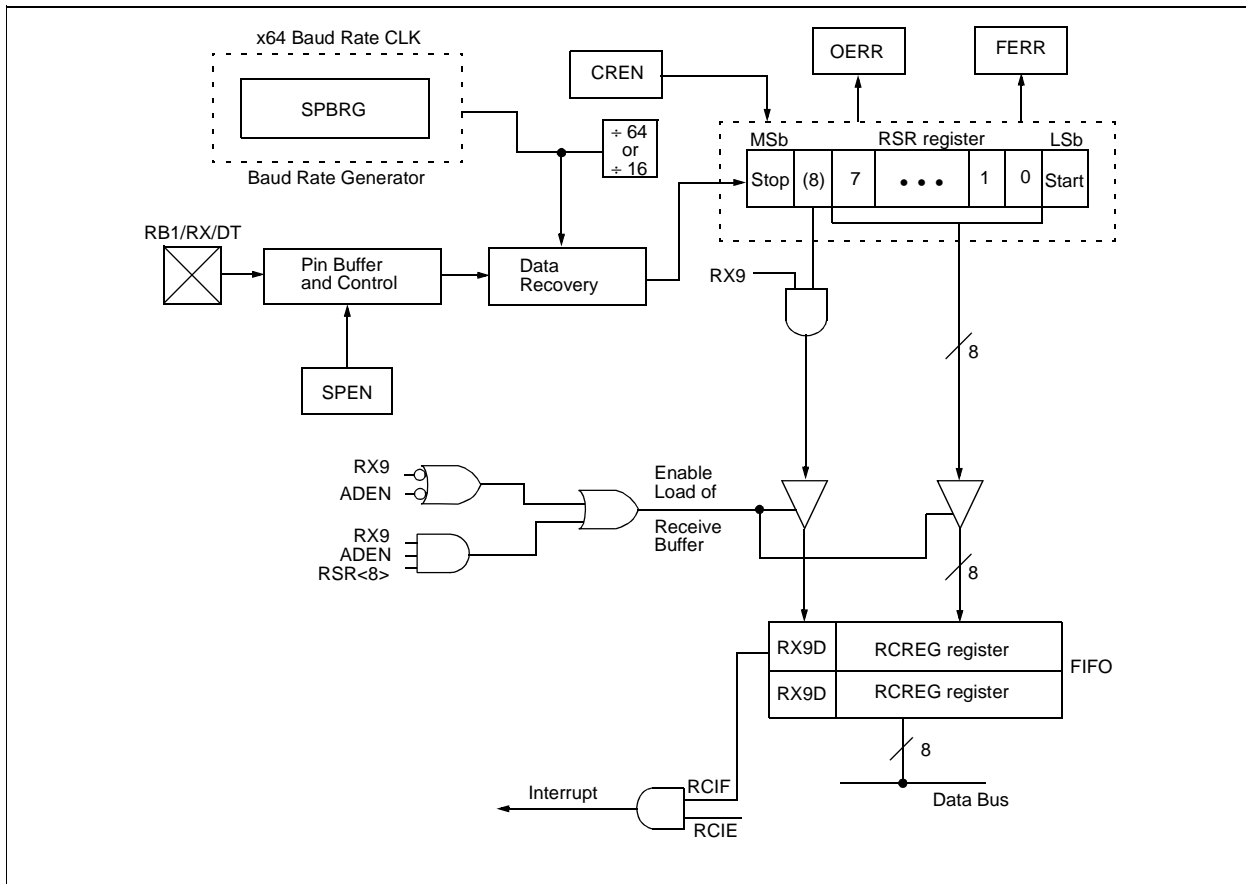 x64 Baud Rate CLK
SPBRG
Baud Rate Generator
CREN
OERR
FERR
÷ 64
or
÷ 16
MSb
RSR register
LSb
Stop
(8)
7
• • •
1
0
Start
RB1/RX/DT
Pin Buffer
and Control
Data
Recovery
RX9
SPEN
8
RX9
ADEN
RX9
ADEN
RSR<8>
Enable
Load of
Receive
Buffer
8
RX9D
RCREG register
RX9D
RCREG register
FIFO
8
Data Bus
Interrupt
RCIF
RCIE